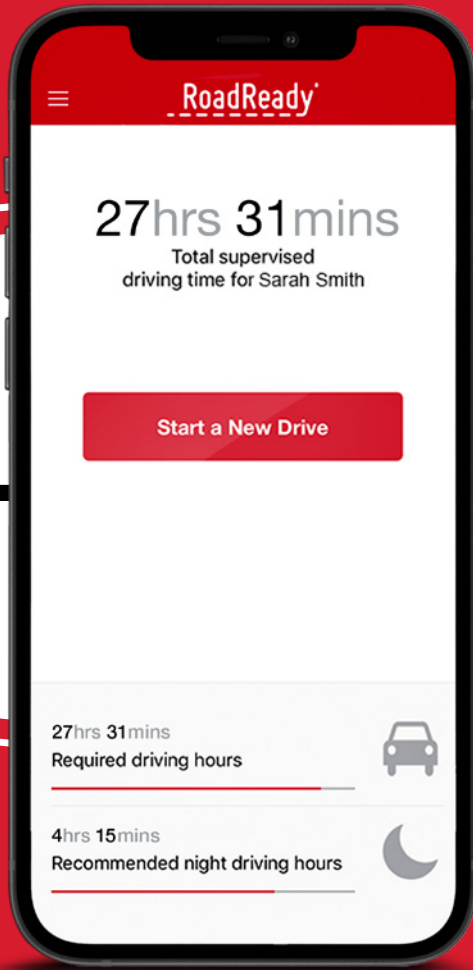 RoadReady®
27hrs 31mins
Total supervised
driving time for Sarah Smith
Start a New Drive
27hrs 31mins
Required driving hours
4hrs 15mins
Recommended night driving hours